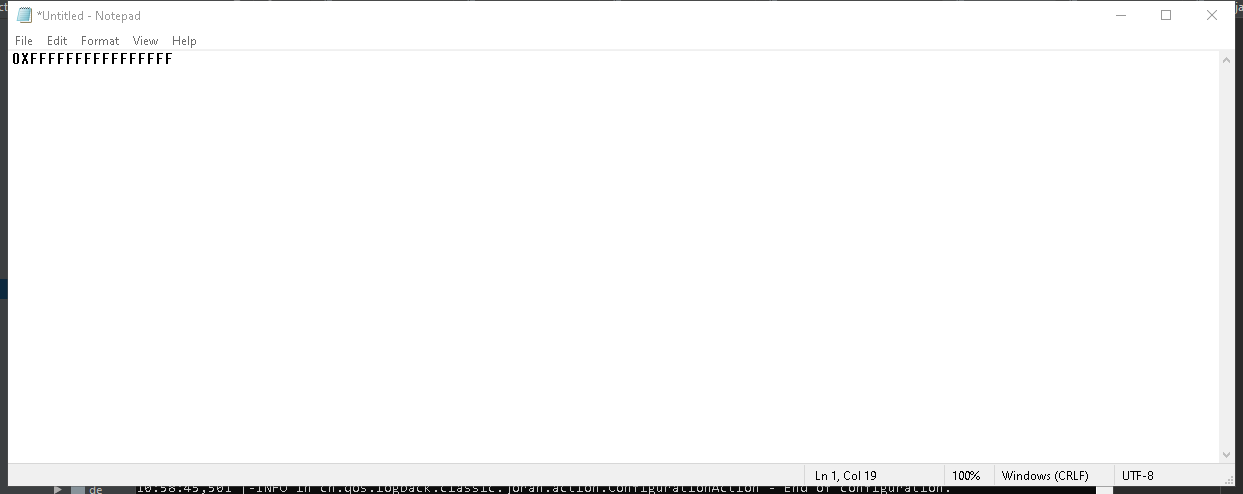 *Untitled - Notepad
File Edit Format View Help
0XFFFFFFFFFFFFFFFF
Ln 1, Col 19 100% Windows (CRLF) UTF-8
de 10:58:45,501 |-INFO in ch.qos.logback.classic.joran.action.ConfigurationAction - End of configuration.